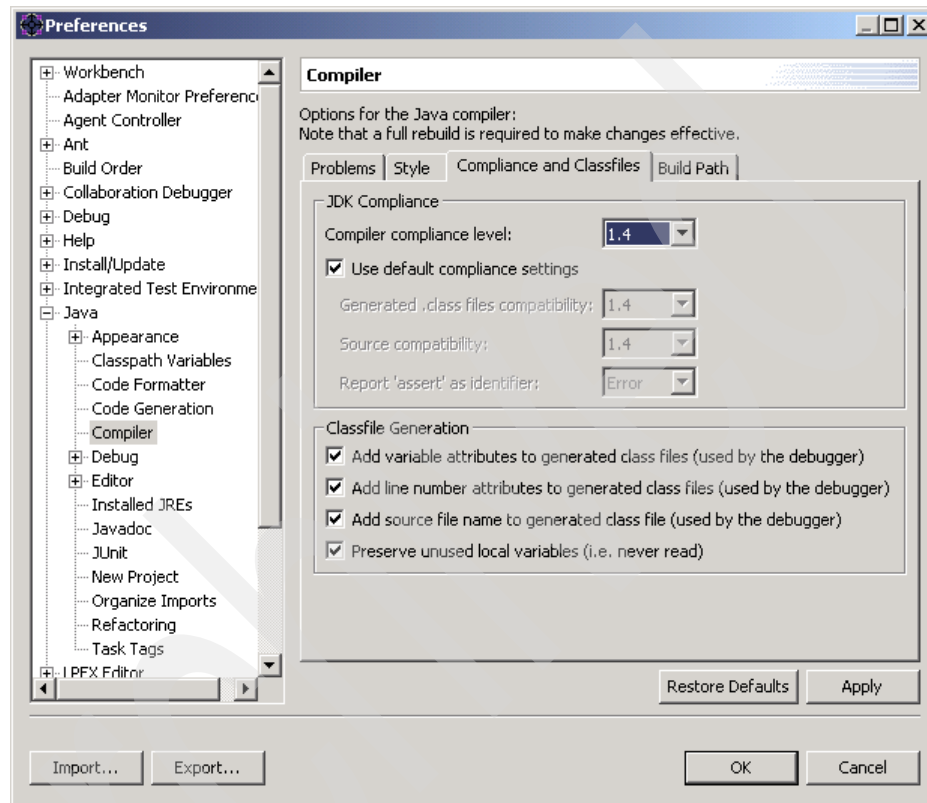 Preferences
Workbench
Adapter Monitor Preferenc
Agent Controller
Ant
Build Order
Collaboration Debugger
Debug
Help
Install/Update
Integrated Test Environme
Java
Appearance
Classpath Variables
Code Formatter
Code Generation
Compiler
Debug
Editor
Installed JREs
Javadoc
JUnit
New Project
Organize Imports
Refactoring
Task Tags
LPEX Editor
Compiler
Options for the Java compiler:
Note that a full rebuild is required to make changes effective.
Problems Style Compliance and Classfiles Build Path
JDK Compliance
Compiler compliance level: 1.4
Use default compliance settings
Generated .class files compatibility: 1.4
Source compatibility: 1.4
Report 'assert' as identifier: Error
Classfile Generation
Add variable attributes to generated class files (used by the debugger)
Add line number attributes to generated class files (used by the debugger)
Add source file name to generated class file (used by the debugger)
Preserve unused local variables (i.e. never read)
Restore Defaults Apply
Import... Export... OK Cancel